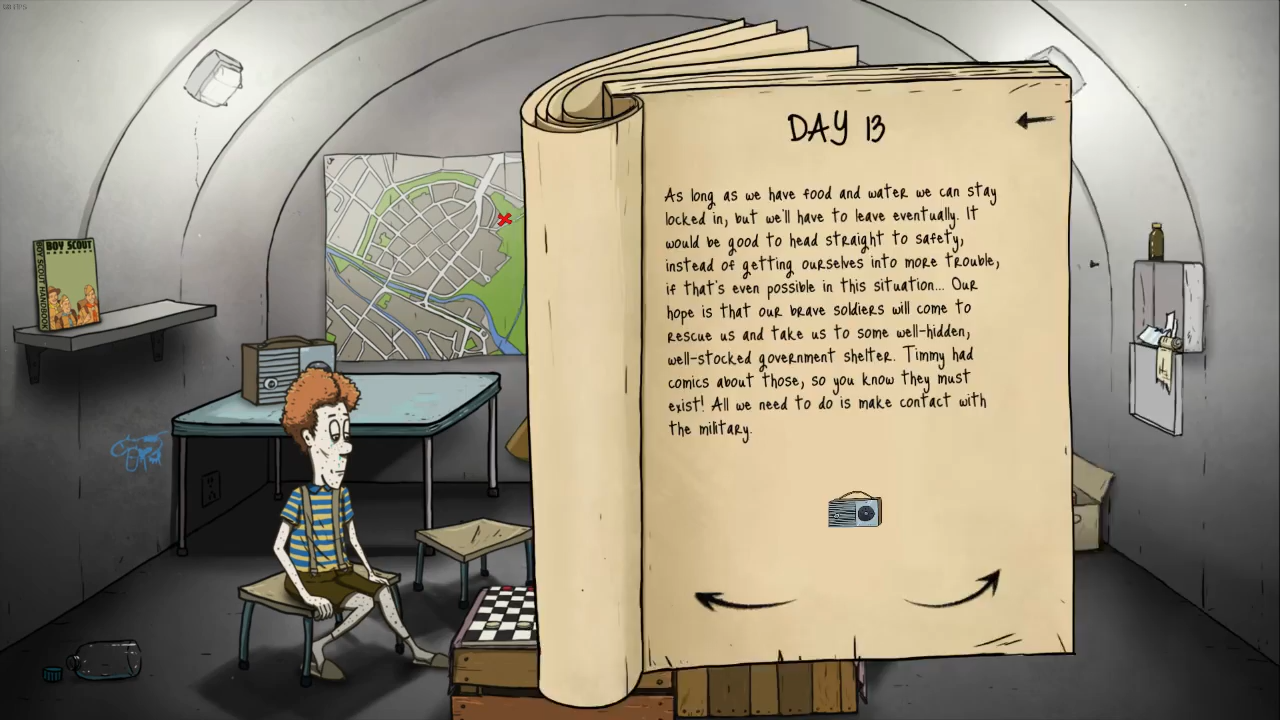 BOY SCOUT
BOY SCOUT HANDBOOK
DAY 13
As long as we have food and water we can stay
locked in, but we'll have to leave eventually. It
would be good to head straight to safety,
instead of getting ourselves into more trouble,
if that's even possible in this situation... Our
hope is that our brave soldiers will come to
rescue us and take us to some well-hidden,
well-stocked government shelter. Timmy had
comics about those, so you know they must
exist! All we need to do is make contact with
the military.